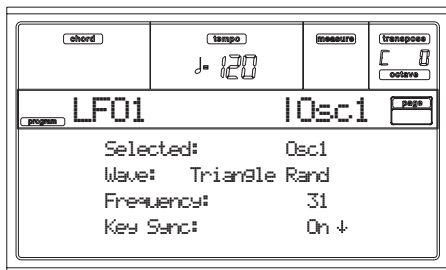 chord tempo measure transpose
♩= 120 C 0
octave
program LFO1 |Osc1 page
Selected: Osc1
Wave: Triangle Rand
Frequency: 31
Key Sync: On ↓